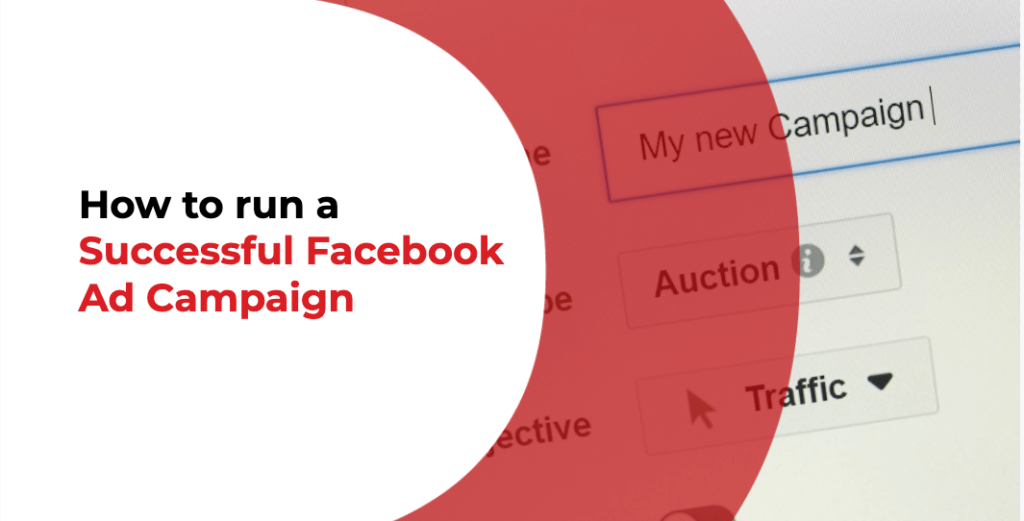 How to run a
Successful Facebook
Ad Campaign
My new Campaign
Auction
Traffic